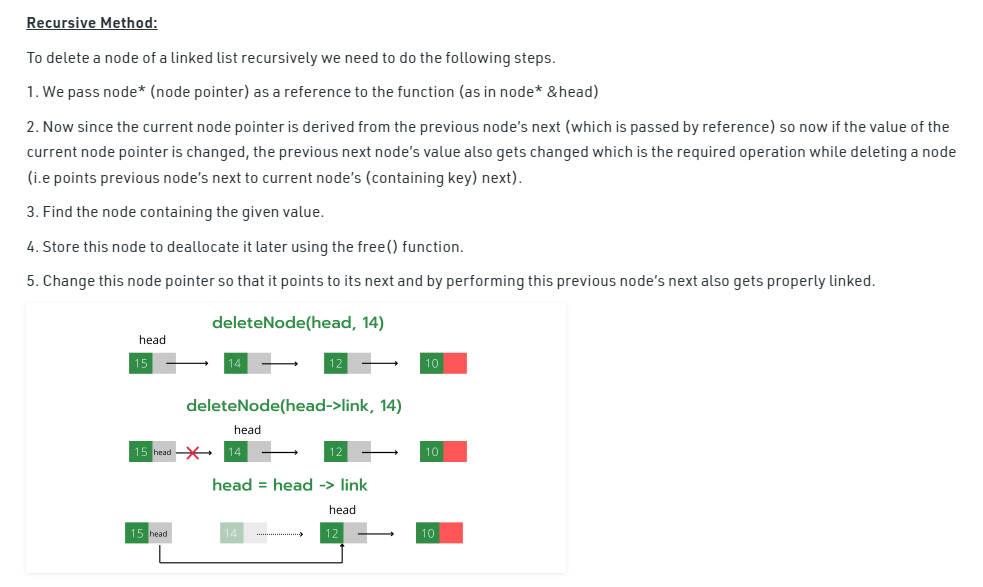 Recursive Method:
To delete a node of a linked list recursively we need to do the following steps.
1. We pass node* (node pointer) as a reference to the function (as in node* &head)
2. Now since the current node pointer is derived from the previous node’s next (which is passed by reference) so now if the value of the
current node pointer is changed, the previous next node’s value also gets changed which is the required operation while deleting a node
(i.e points previous node’s next to current node’s (containing key) next).
3. Find the node containing the given value.
4. Store this node to deallocate it later using the free() function.
5. Change this node pointer so that it points to its next and by performing this previous node’s next also gets properly linked.
deleteNode(head, 14)
head
15 14 12 10
deleteNode(head->link, 14)
head
15 head 14 12 10
head = head -> link
head
15 head 14 12 10